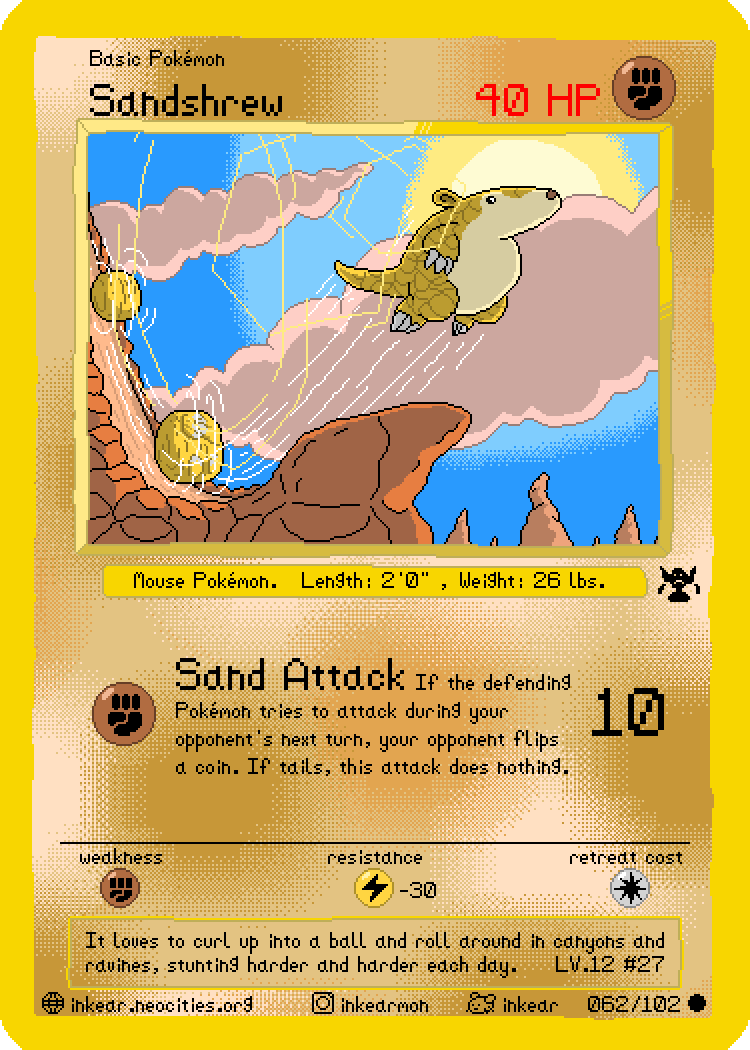 Basic Pokémon
Sandshrew 40 HP
Mouse Pokémon. Length: 2'0" , Weight: 26 lbs.
Sand Attack If the defending
Pokémon tries to attack during your
opponent's next turn, your opponent flips
a coin. If tails, this attack does nothing.
10
weakness resistance retreat cost
-30
It loves to curl up into a ball and roll around in canyons and
ravines, stunting harder and harder each day. LV.12 #27
inkear.neocities.org inkearmon inkear 062/102